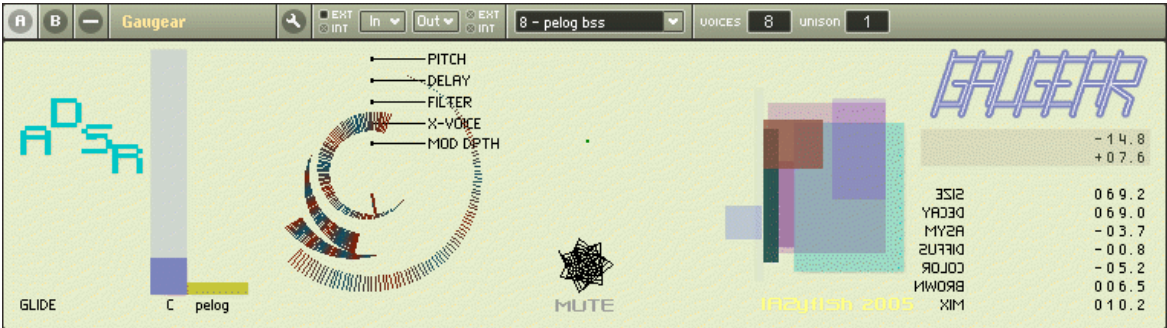 A B Gaugear EXT INT In Out EXT INT 8 - pelog bss VOICES 8 UNISON 1
PITCH
DELAY
FILTER
X-VOICE
MOD DPTH
ADSR
GAUGEAR
-14.8
+07.6
SIZE 069.2
DECAY 069.0
ASYM -03.7
DIFFUS -00.8
COLOR -05.2
BROWN 006.5
MIX 010.2
GLIDE C pelog
MUTE
lAZyfish 2005